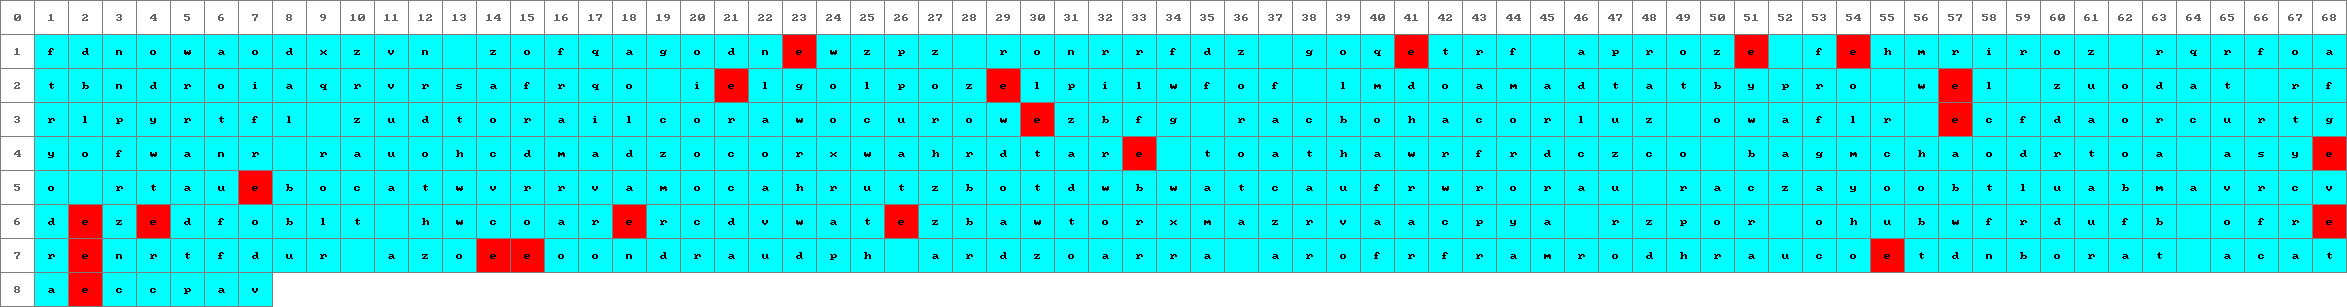 0 1 2 3 4 5 6 7 8 9 10 11 12 13 14 15 16 17 18 19 20 21 22 23 24 25 26 27 28 29 30 31 32 33 34 35 36 37 38 39 40 41 42 43 44 45 46 47 48 49 50 51 52 53 54 55 56 57 58 59 60 61 62 63 64 65 66 67 68
1 f d n o w a o d x z v n z o f q a g o d n e w z p z r o n r r f d z g o q e t r f a p r o z e f e h m r i r o z r q r f o a
2 t b n d r o i a q r v r s a f r q o i e l g o l p o z e l p i l w f o f l m d o a m a d t a t b y p r o w e l z u o d a t r f
3 r l p y r t f l z u d t o r a i l c o r a w o c u r o w e z b f g r a c b o h a c o r l u z o w a f l r e c f d a o r c u r t g
4 y o f w a n r r a u o h c d m a d z o c o r x w a h r d t a r e t o a t h a w r f r d c z c o b a g m c h a o d r t o a a s y e
5 o r t a u e b o c a t w v r r v a m o c a h r u t z b o t d w b w a t c a u f r w r o r a u r a c z a y o o b t l u a b m a v r c v
6 d e z e d f o b l t h w c o a r e r c d v w a t e z b a w t o r x m a z r v a a c p y a r z p o r o h u b w f r d u f b o f r e
7 r e n r t f d u r a z o e e o o n d r a u d p h a r d z o a r r a a r o f r f r a m r o d h r a u c o e t d n b o r a t a c a t
8 a e c c p a v